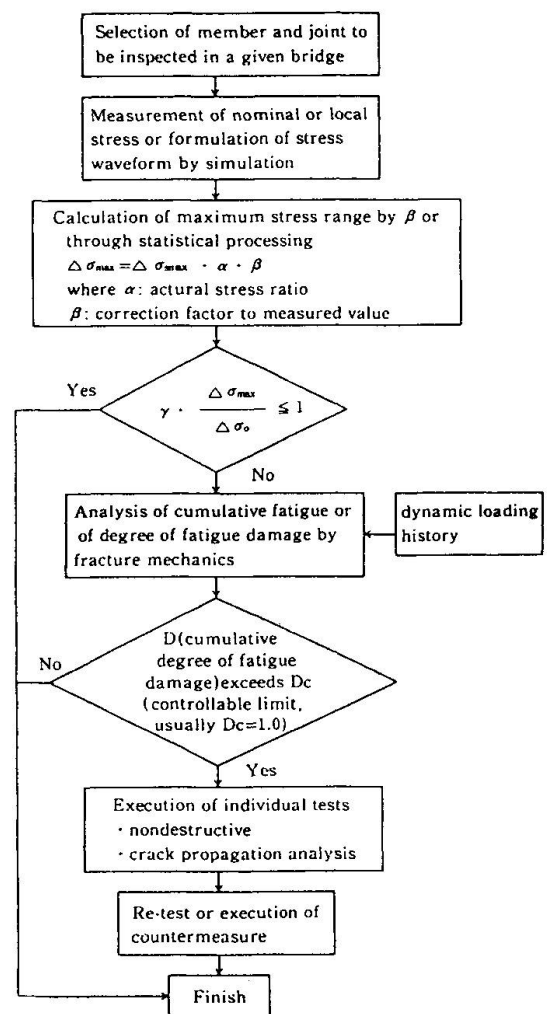 Selection of member and joint to
be inspected in a given bridge
Measurement of nominal or local
stress or formulation of stress
waveform by simulation
Calculation of maximum stress range by β or
through statistical processing
△σmax=△σsmax · α · β
where α: actural stress ratio
β: correction factor to measured value
Yes
γ · △σmax / △σo ≦ 1
No
Analysis of cumulative fatigue or
of degree of fatigue damage by
fracture mechanics
dynamic loading
history
No
D(cumulative
degree of fatigue
damage)exceeds Dc
(controllable limit,
usually Dc=1.0)
Yes
Execution of individual tests
· nondestructive
· crack propagation analysis
Re-test or execution of
countermeasure
Finish